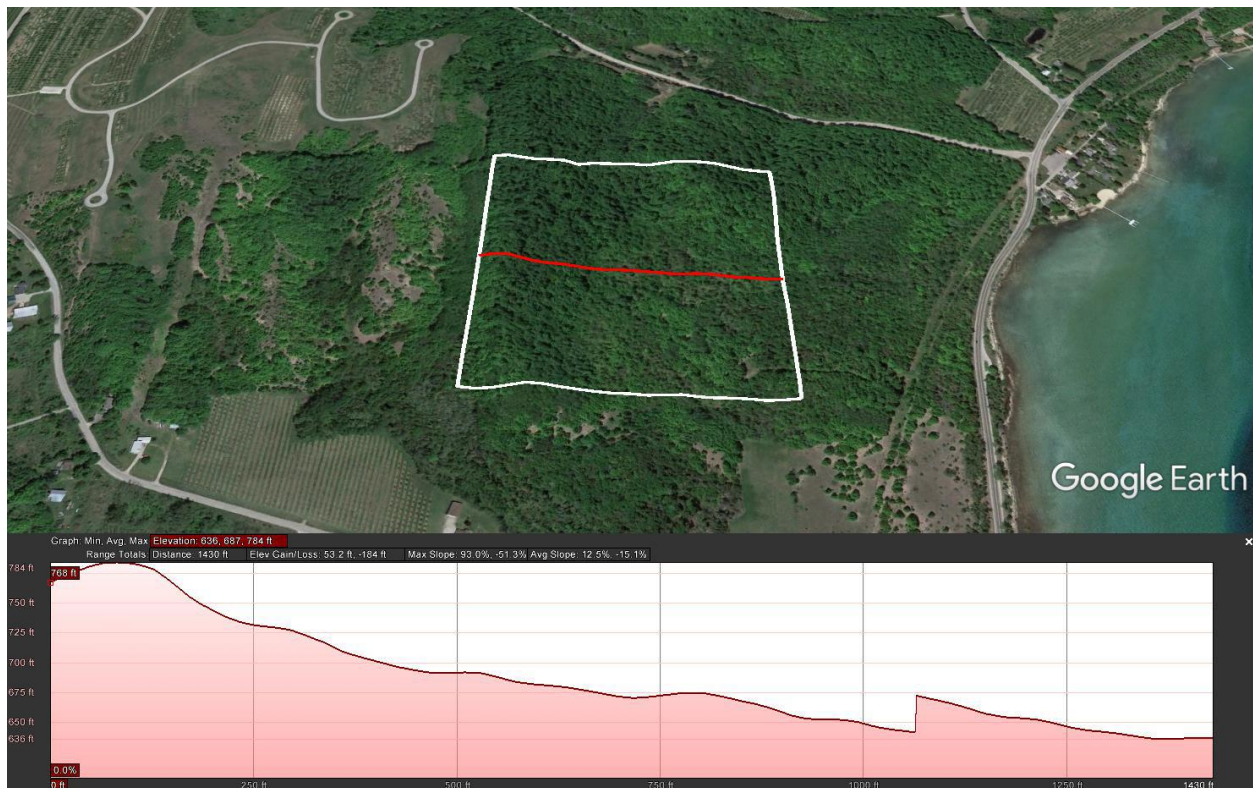 Google Earth
Graph: Min, Avg, Max Elevation: 636, 687, 784 ft
Range Totals: Distance: 1430 ft Elev Gain/Loss: 53.2 ft, -184 ft Max Slope: 93.0%, -51.3% Avg Slope: 12.5%, -15.1%
784 ft
768 ft
750 ft
725 ft
700 ft
675 ft
650 ft
636 ft
0.0%
0 ft 250 ft 500 ft 750 ft 1000 ft 1250 ft 1430 ft